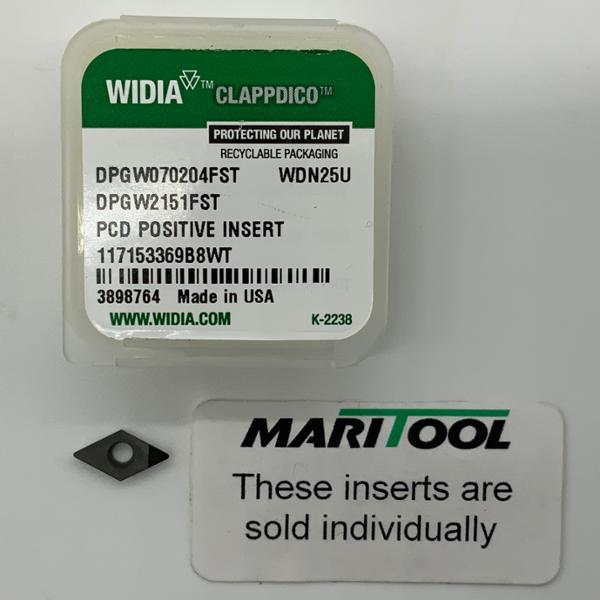 WIDIA™ CLAPPDICO™
PROTECTING OUR PLANET
RECYCLABLE PACKAGING
DPGW070204FST WDN25U
DPGW2151FST
PCD POSITIVE INSERT
117153369B8WT
3898764 Made in USA
WWW.WIDIA.COM K-2238
MARITOOL
These inserts are
sold individually